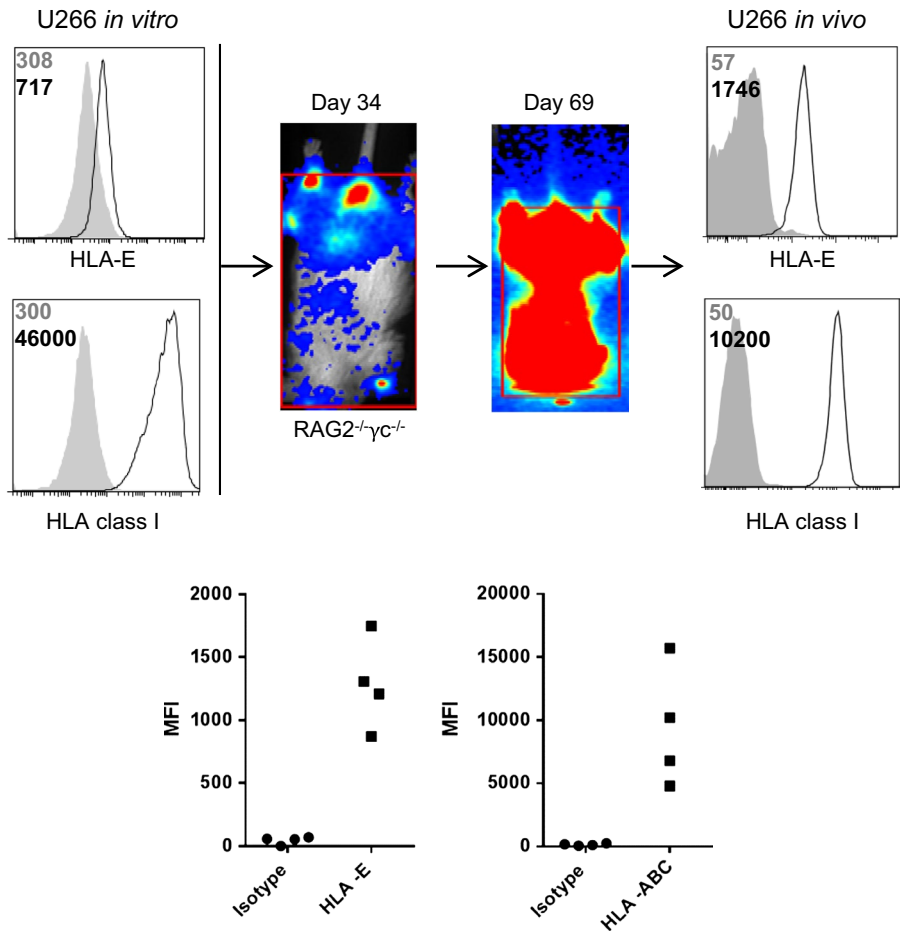 U266 in vitro
U266 in vivo
308
717
HLA-E
Day 34
Day 69
57
1746
HLA-E
300
46000
HLA class I
RAG2-/-γc-/-
50
10200
HLA class I
2000
1500
1000
500
0
MFI
Isotype
HLA -E
20000
15000
10000
5000
0
MFI
Isotype
HLA -ABC